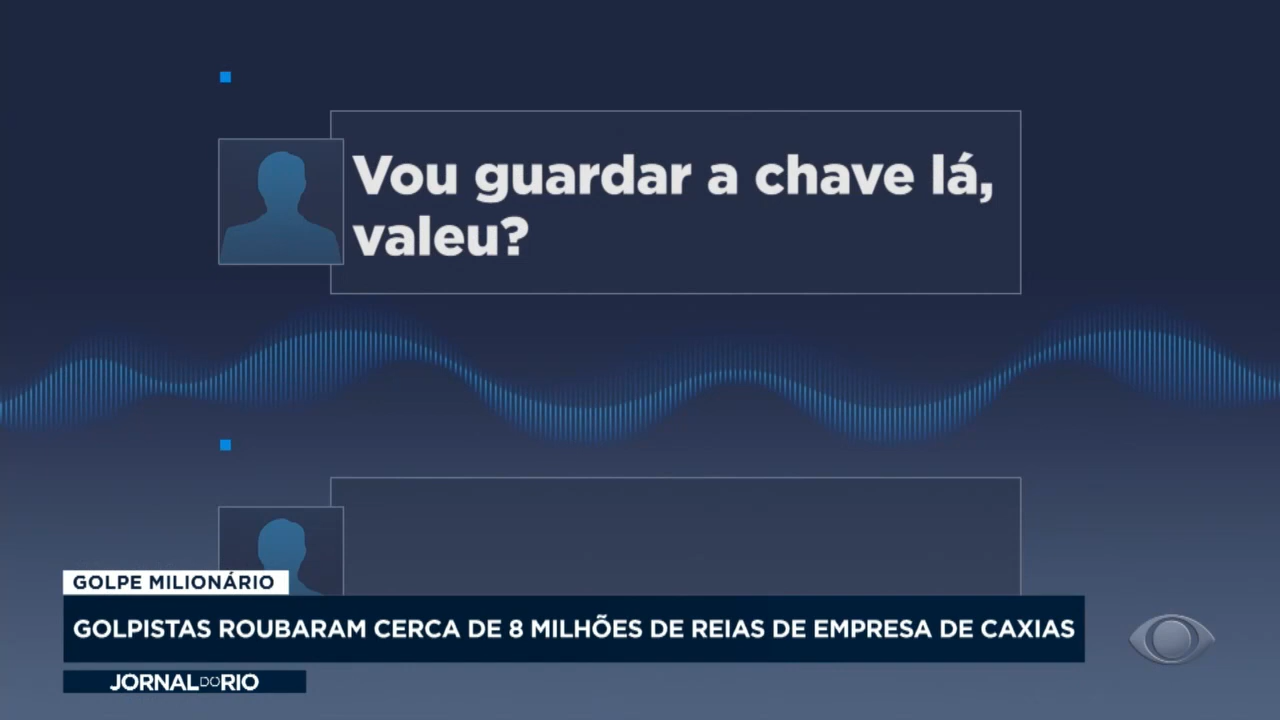 Vou guardar a chave lá,
valeu?
GOLPE MILIONÁRIO
GOLPISTAS ROUBARAM CERCA DE 8 MILHÕES DE REIAS DE EMPRESA DE CAXIAS
JORNAL DO RIO